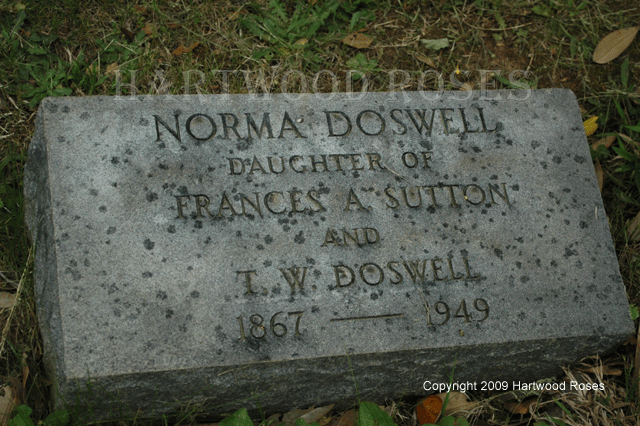 HARTWOOD ROSES
NORMA DOSWELL
DAUGHTER OF
FRANCES A SUTTON
AND
T. W. DOSWELL
1867 — 1949
Copyright 2009 Hartwood Roses